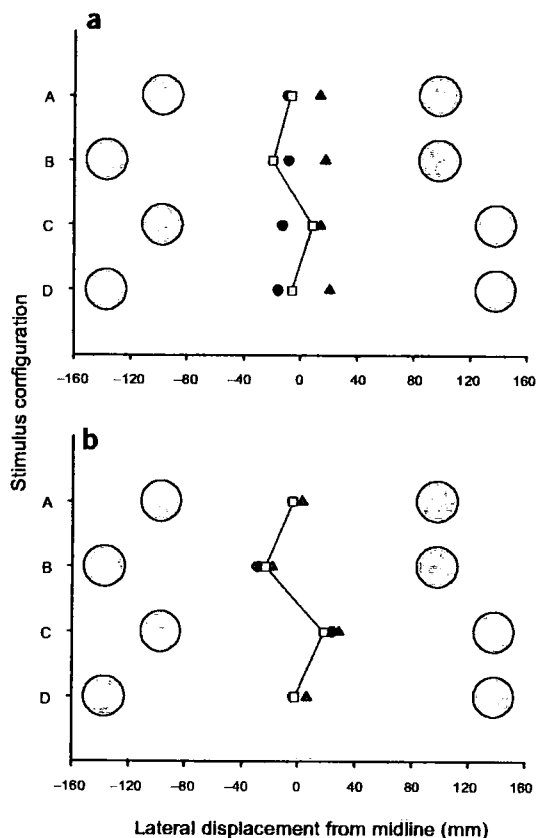 a
A
B
C
D
−160 −120 −80 −40 0 40 80 120 160
Stimulus configuration
b
A
B
C
D
−160 −120 −80 −40 0 40 80 120 160
Lateral displacement from midline (mm)